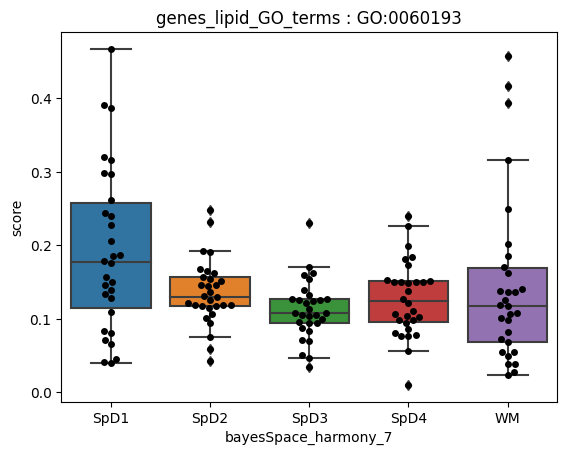 genes_lipid_GO_terms : GO:0060193
score
0.4
0.3
0.2
0.1
0.0
SpD1 SpD2 SpD3 SpD4 WM
bayesSpace_harmony_7